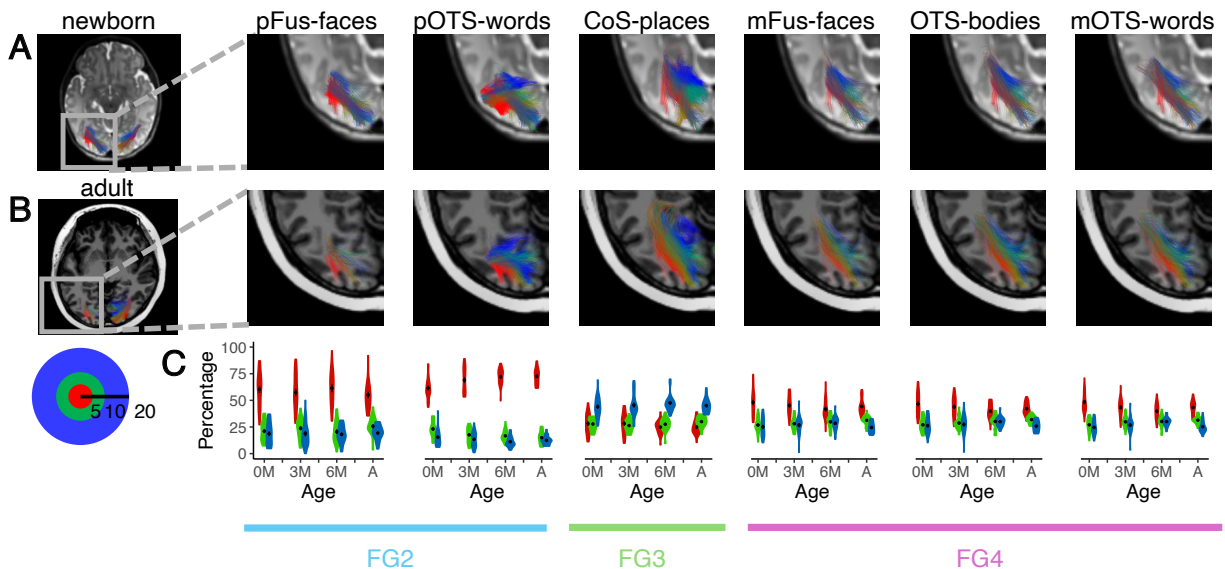 newborn pFus-faces pOTS-words CoS-places mFus-faces OTS-bodies mOTS-words
A
adult
B
5 10 20
C
Percentage
100
75
50
25
0
0M 3M 6M A 0M 3M 6M A 0M 3M 6M A 0M 3M 6M A 0M 3M 6M A 0M 3M 6M A
Age Age Age Age Age Age
FG2 FG3 FG4